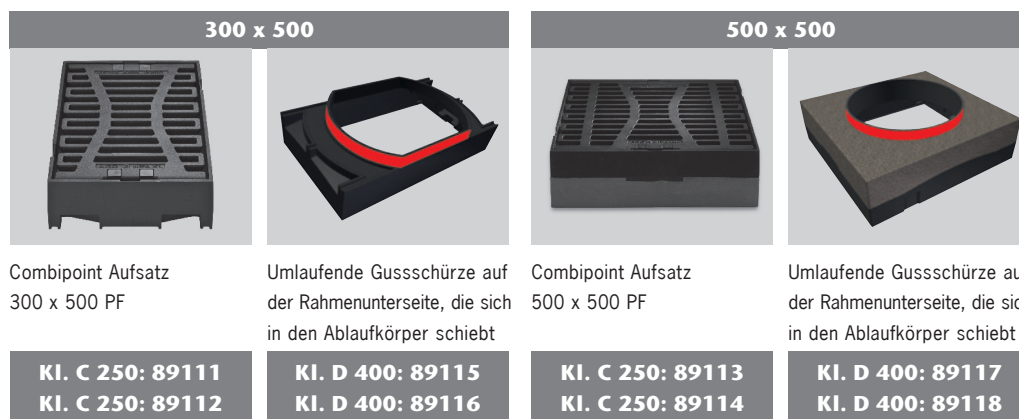 300 x 500
Combipoint Aufsatz
300 x 500 PF
Umlaufende Gussschürze auf
der Rahmenunterseite, die sich
in den Ablaufkörper schiebt
Kl. C 250: 89111
Kl. C 250: 89112
Kl. D 400: 89115
Kl. D 400: 89116
500 x 500
Combipoint Aufsatz
500 x 500 PF
Umlaufende Gussschürze
der Rahmenunterseite, die
in den Ablaufkörper schiebt
Kl. C 250: 89113
Kl. C 250: 89114
Kl. D 400: 89117
Kl. D 400: 89118